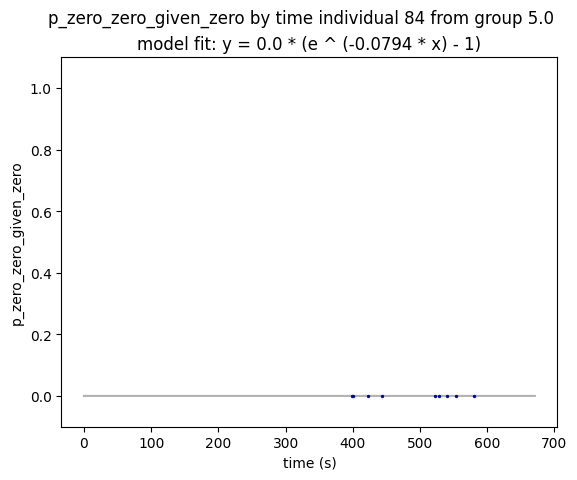 p_zero_zero_given_zero by time individual 84 from group 5.0
model fit: y = 0.0 * (e ^ (-0.0794 * x) - 1)
1.0
0.8
0.6
0.4
0.2
0.0
p_zero_zero_given_zero
0 100 200 300 400 500 600 700
time (s)